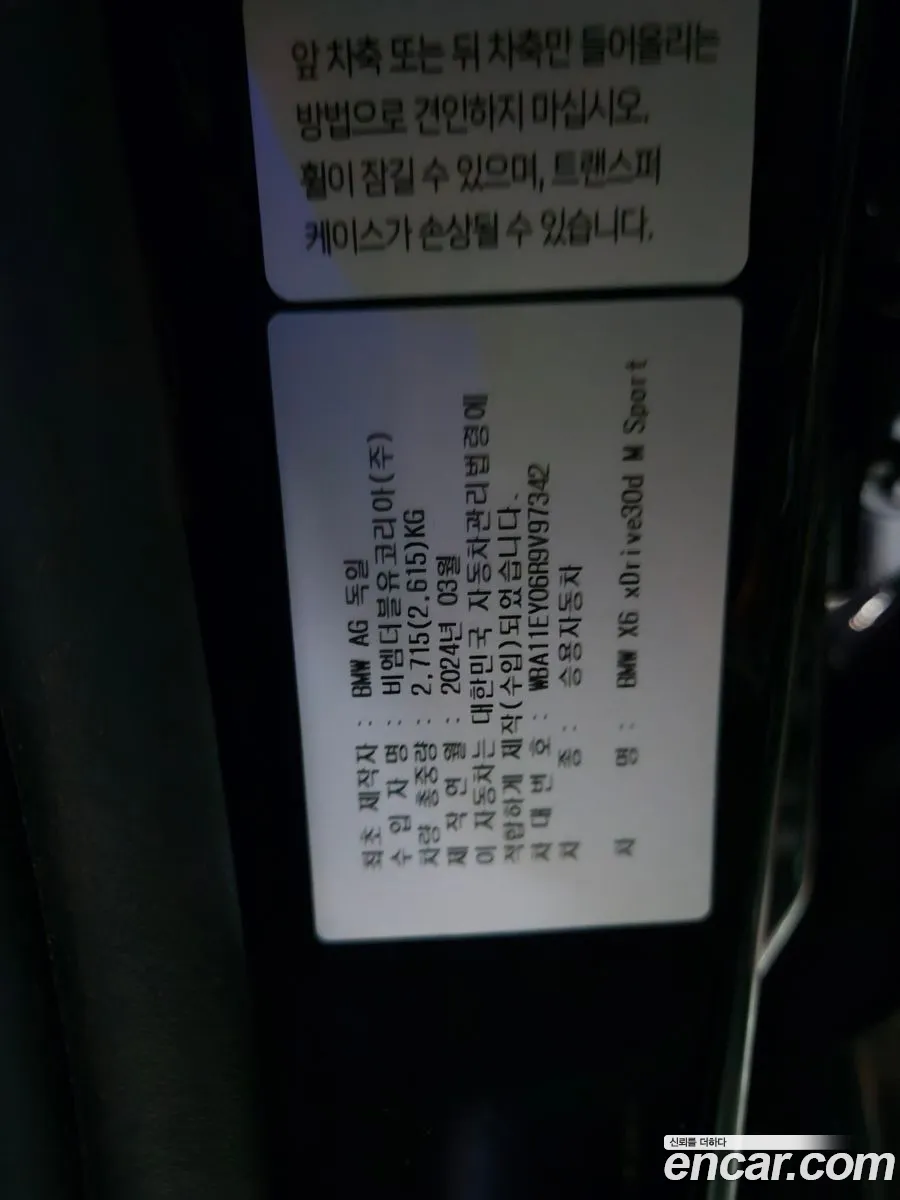 앞 차축 또는 뒤 차축만 들어올리는
방법으로 견인하지 마십시오.
휠이 잠길 수 있으며, 트랜스퍼
케이스가 손상될 수 있습니다.
최초 제작자 : BMW AG 독일
수 입 자 명 : 비엠더블유코리아(주)
차량 총중량 : 2,715(2,615)KG
제 작 연 월 : 2024년 03월
이 자동차는 대한민국 자동차관리법령에
적합하게 제작(수입)되었습니다.
차 대 번 호 : WBA11EY06R9V97342
차 종 : 승용자동차
차 명 : BMW X6 xDrive30d M Sport
신뢰를 더하다
encar.com